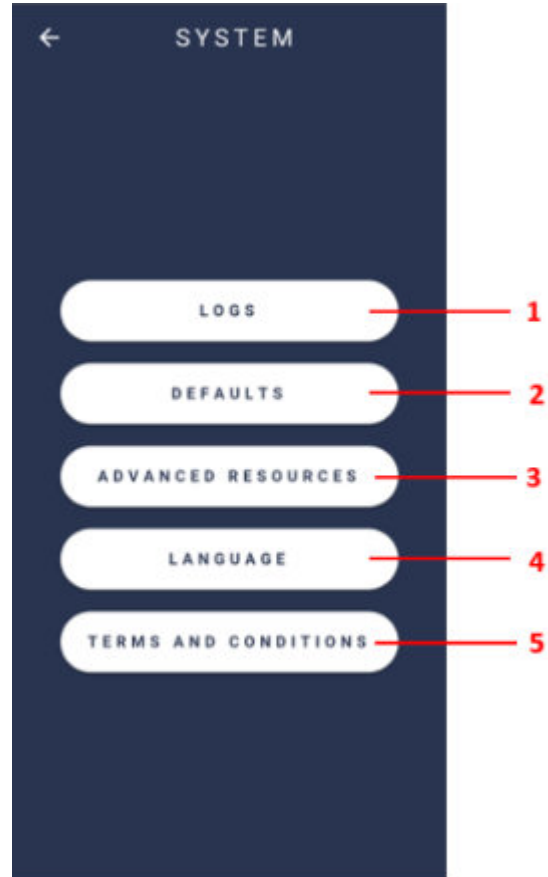 SYSTEM
LOGS 1
DEFAULTS 2
ADVANCED RESOURCES 3
LANGUAGE 4
TERMS AND CONDITIONS 5